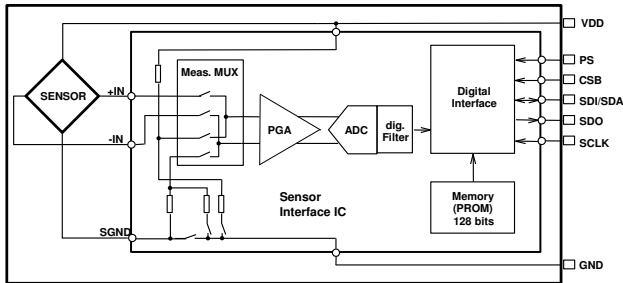 VDD
PS
CSB
SDI/SDA
SDO
SCLK
GND
SENSOR
+IN
-IN
SGND
Meas. MUX
PGA
ADC
dig.
Filter
Digital
Interface
Memory
(PROM)
128 bits
Sensor
Interface IC